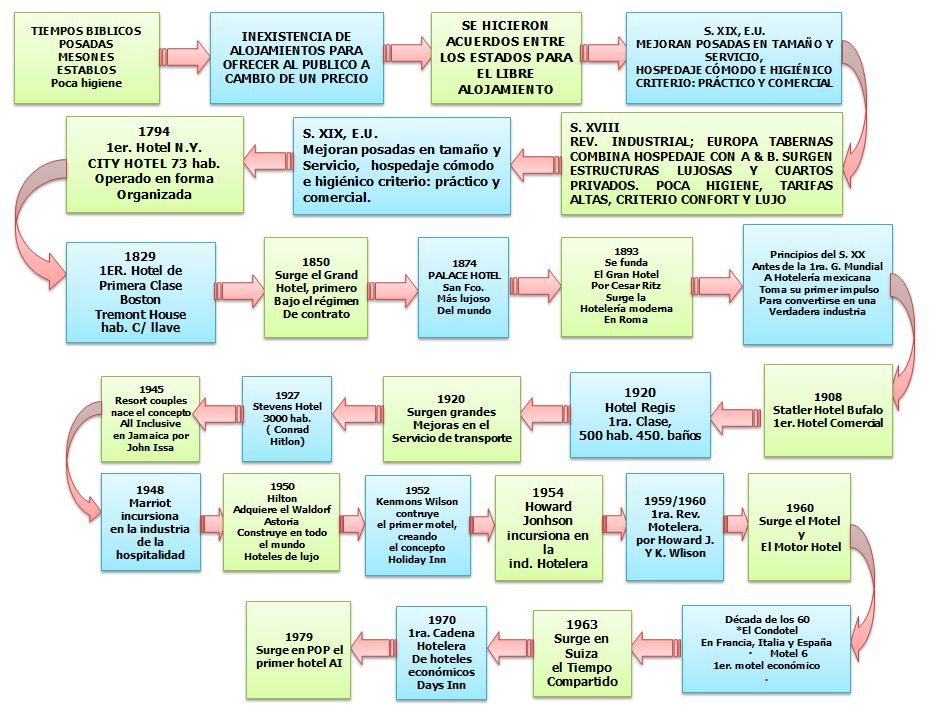 TIEMPOS BIBLICOS
POSADAS
MESONES
ESTABLOS
Poca higiene
INEXISTENCIA DE
ALOJAMIENTOS PARA
OFRECER AL PUBLICO A
CAMBIO DE UN PRECIO
SE HICIERON
ACUERDOS ENTRE
LOS ESTADOS PARA
EL LIBRE
ALOJAMIENTO
S. XIX, E.U.
MEJORAN POSADAS EN TAMAÑO Y
SERVICIO,
HOSPEDAJE CÓMODO E HIGIÉNICO
CRITERIO: PRÁCTICO Y COMERCIAL
S. XVIII
REV. INDUSTRIAL; EUROPA TABERNAS
COMBINA HOSPEDAJE CON A & B. SURGEN
ESTRUCTURAS LUJOSAS Y CUARTOS
PRIVADOS. POCA HIGIENE, TARIFAS
ALTAS, CRITERIO CONFORT Y LUJO
S. XIX, E.U.
Mejoran posadas en tamaño y
Servicio, hospedaje cómodo
e higiénico criterio: práctico y
comercial.
1794
1er. Hotel N.Y.
CITY HOTEL 73 hab.
Operado en forma
Organizada
1829
1ER. Hotel de
Primera Clase
Boston
Tremont House
hab. C/ llave
1850
Surge el Grand
Hotel, primero
Bajo el régimen
De contrato
1874
PALACE HOTEL
San Fco.
Más lujoso
Del mundo
1893
Se funda
El Gran Hotel
Por Cesar Ritz
Surge la
Hotelería moderna
En Roma
Principios del S. XX
Antes de la 1ra. G. Mundial
A Hotelería mexicana
Toma su primer impulso
Para convertirse en una
Verdadera industria
1908
Statler Hotel Bufalo
1er. Hotel Comercial
1920
Hotel Regis
1ra. Clase,
500 hab. 450. baños
1920
Surgen grandes
Mejoras en el
Servicio de transporte
1927
Stevens Hotel
3000 hab.
( Conrad
Hitlon)
1945
Resort couples
nace el concepto
All Inclusive
en Jamaica por
John Issa
1948
Marriot
incursiona
en la industria
de la
hospitalidad
1950
Hilton
Adquiere el Waldorf
Astoria
Construye en todo
el mundo
Hoteles de lujo
1952
Kenmons Wilson
contruye
el primer motel,
creando
el concepto
Holiday Inn
1954
Howard
Jonhson
incursiona en
la
ind. Hotelera
1959/1960
1ra. Rev.
Motelera.
por Howard J.
Y K. Wlison
1960
Surge el Motel
y
El Motor Hotel
Década de los 60
*El Condotel
En Francia, Italia y España
· Motel 6
1er. motel económico
.
1963
Surge en
Suiza
el Tiempo
Compartido
1970
1ra. Cadena
Hotelera
De hoteles
económicos
Days Inn
1979
Surge en POP el
primer hotel AI